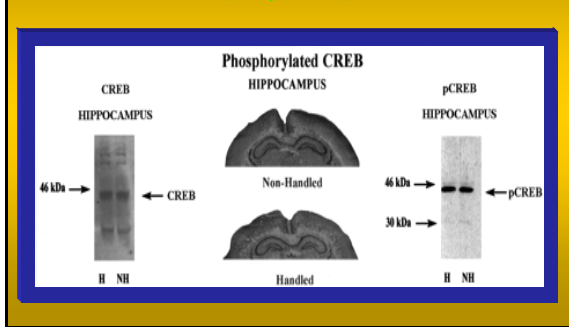 Phosphorylated CREB
HIPPOCAMPUS
CREB
HIPPOCAMPUS
46 kDa
CREB
H NH
Non-Handled
Handled
pCREB
HIPPOCAMPUS
46 kDa
pCREB
30 kDa
H NH